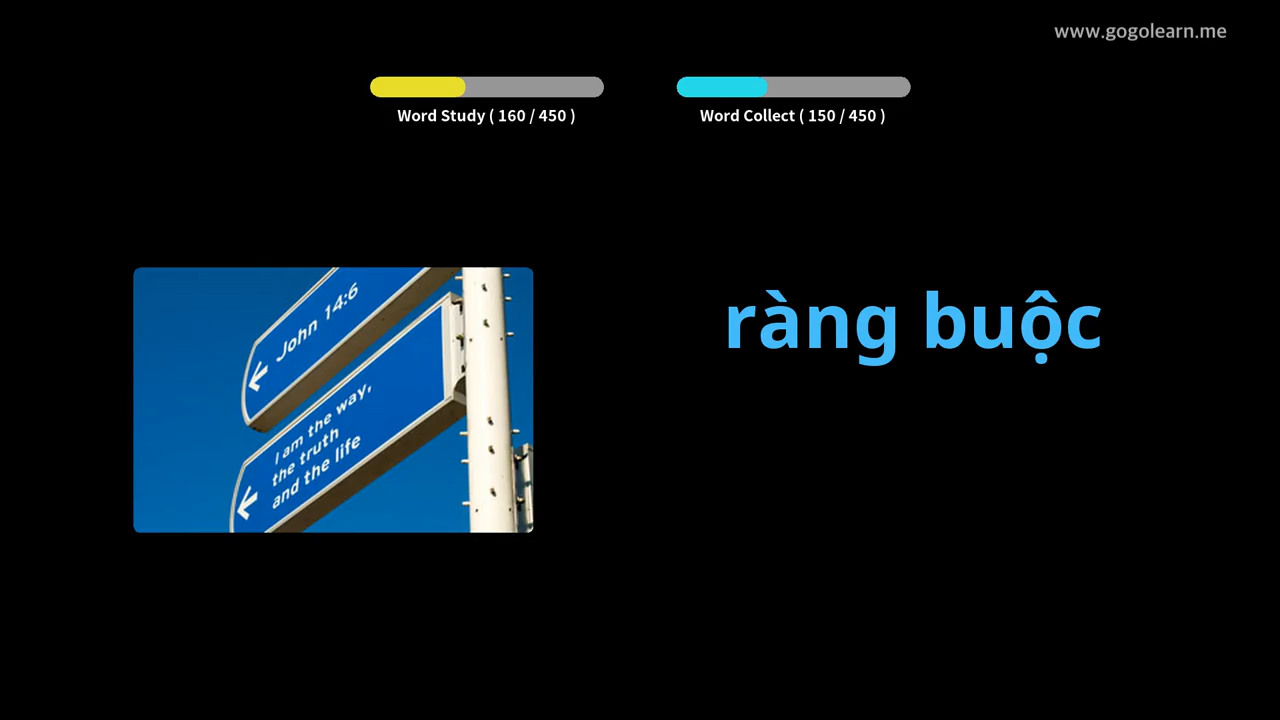 www.gogolearn.me
Word Study ( 160 / 450 )
Word Collect ( 150 / 450 )
John 14:6
I am the way,
the truth
and the life
ràng buộc